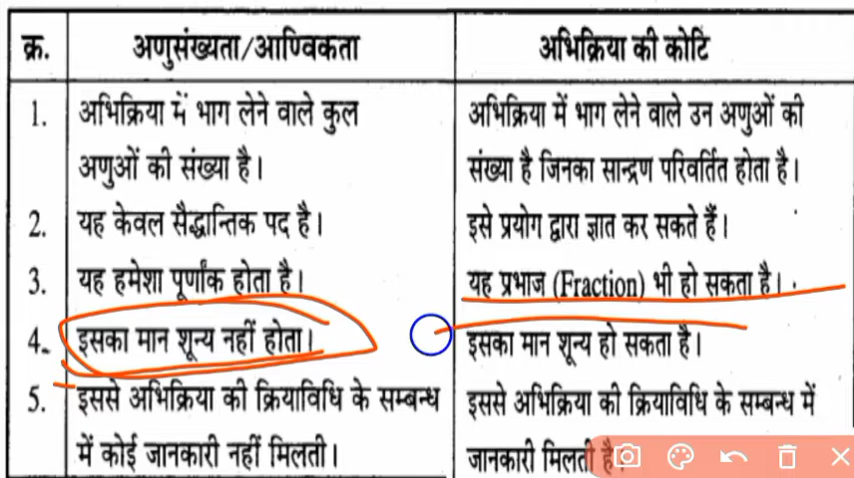 क्र. अणुसंख्यता/आण्विकता अभिक्रिया की कोटि
1. अभिक्रिया में भाग लेने वाले कुल अभिक्रिया में भाग लेने वाले उन अणुओं की
अणुओं की संख्या है। संख्या है जिनका सान्द्रण परिवर्तित होता है।
2. यह केवल सैद्धान्तिक पद है। इसे प्रयोग द्वारा ज्ञात कर सकते हैं।
3. यह हमेशा पूर्णांक होता है। यह प्रभाज (Fraction) भी हो सकता है।
4. इसका मान शून्य नहीं होता। इसका मान शून्य हो सकता है।
5. इससे अभिक्रिया की क्रियाविधि के सम्बन्ध इससे अभिक्रिया की क्रियाविधि के सम्बन्ध में
में कोई जानकारी नहीं मिलती। जानकारी मिलती है।